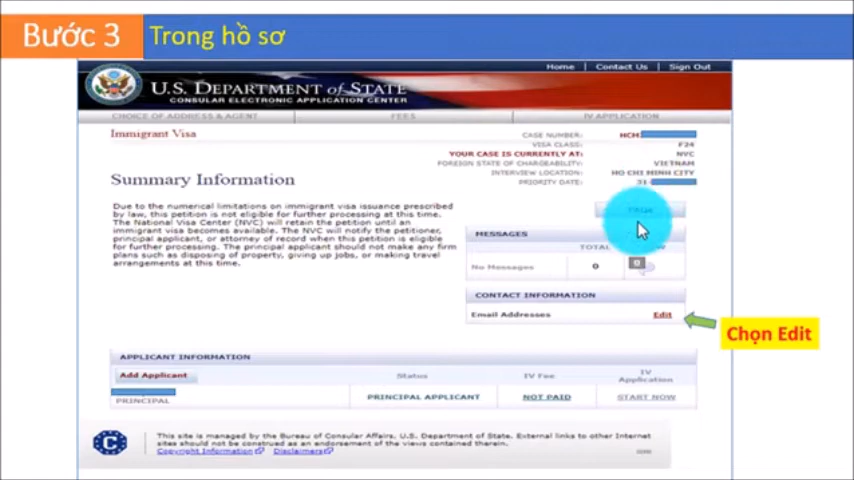 Bước 3
Trong hồ sơ
Home | Contact Us | Sign Out
U.S. DEPARTMENT of STATE
CONSULAR ELECTRONIC APPLICATION CENTER
CHOICE OF ADDRESS & AGENT
FEES
IV APPLICATION
Immigrant Visa
CASE NUMBER: HCM
VISA CLASS: F24
YOUR CASE IS CURRENTLY AT: NVC
FOREIGN STATE OF CHARGEABILITY: VIETNAM
INTERVIEW LOCATION: HO CHI MINH CITY
PRIORITY DATE: 31-
Summary Information
Due to the numerical limitations on immigrant visa issuance prescribed
by law, this petition is not eligible for further processing at this time.
The National Visa Center (NVC) will retain the petition until an
immigrant visa becomes available. The NVC will notify the petitioner,
principal applicant, or attorney of record when this petition is eligible
for further processing. The principal applicant should not make any firm
plans such as disposing of property, giving up jobs, or making travel
arrangements at this time.
FAQs
MESSAGES
TOTAL
No Messages 0 0
CONTACT INFORMATION
Email Addresses Edit
Chọn Edit
APPLICANT INFORMATION
Add Applicant
Status
IV Fee
IV
Application
PRINCIPAL
PRINCIPAL APPLICANT
NOT PAID
START NOW
This site is managed by the Bureau of Consular Affairs, U.S. Department of State. External links to other Internet
sites should not be construed as an endorsement of the views contained therein.
Copyright Information Disclaimers